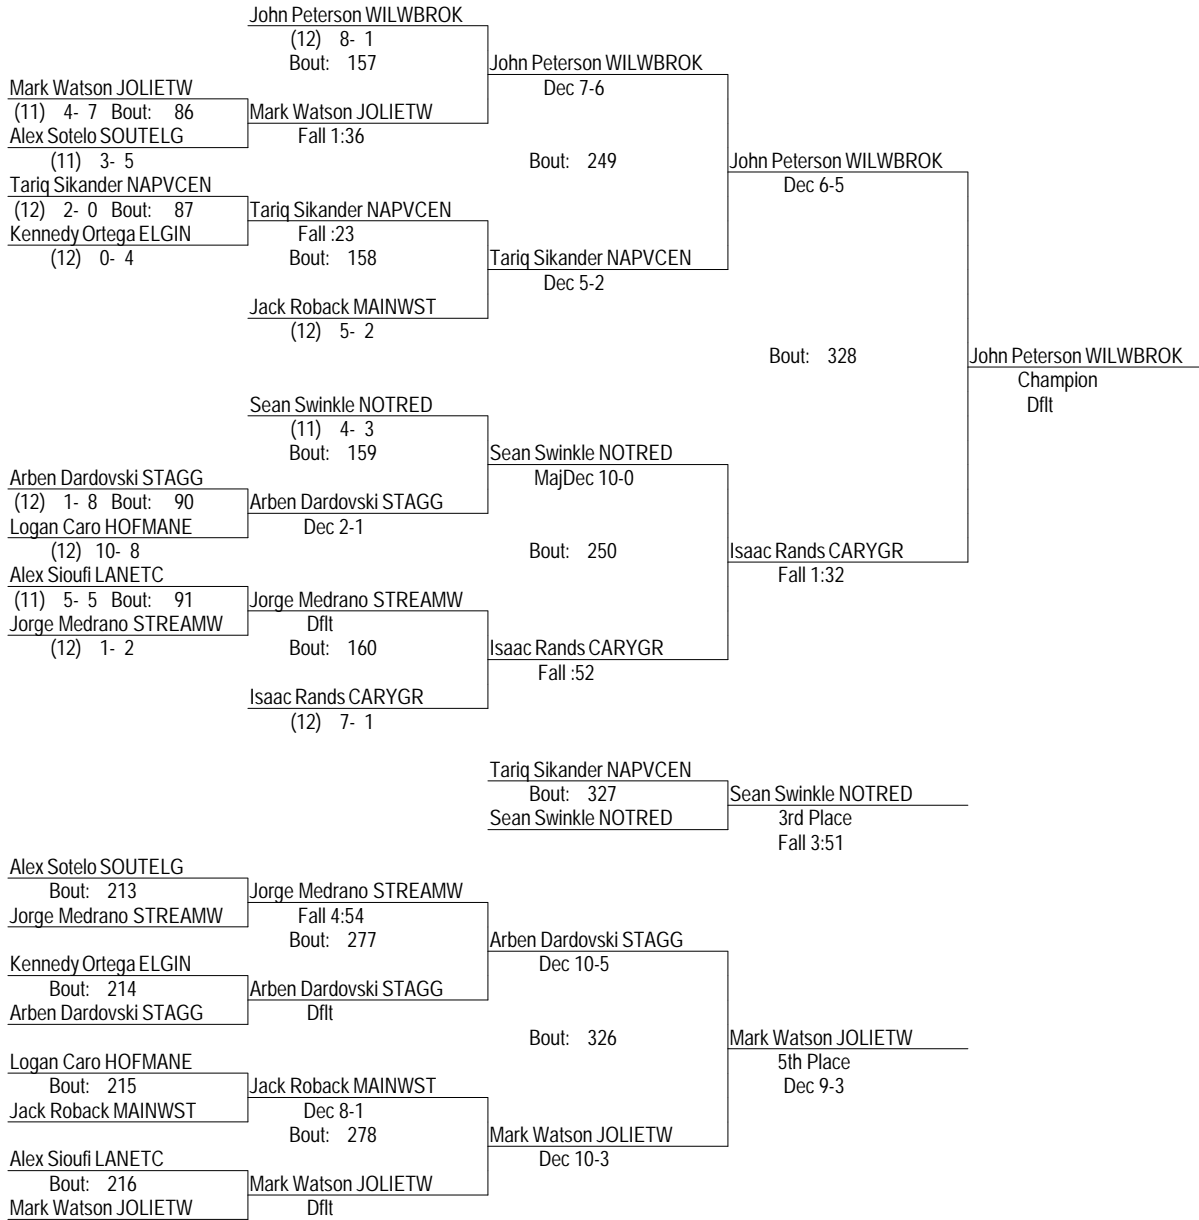 John Peterson WILWBROK
(12) 8- 1
Bout: 157
John Peterson WILWBROK
Dec 7-6
Mark Watson JOLIETW
(11) 4- 7 Bout: 86
Mark Watson JOLIETW
Alex Sotelo SOUTELG
Fall 1:36
(11) 3- 5
Bout: 249
John Peterson WILWBROK
Dec 6-5
Tariq Sikander NAPVCEN
(12) 2- 0 Bout: 87
Tariq Sikander NAPVCEN
Kennedy Ortega ELGIN
Fall :23
(12) 0- 4
Bout: 158
Tariq Sikander NAPVCEN
Dec 5-2
Jack Roback MAINWST
(12) 5- 2
Bout: 328
John Peterson WILWBROK
Champion
Dflt
Sean Swinkle NOTRED
(11) 4- 3
Bout: 159
Sean Swinkle NOTRED
MajDec 10-0
Arben Dardovski STAGG
(12) 1- 8 Bout: 90
Arben Dardovski STAGG
Logan Caro HOFMANE
Dec 2-1
(12) 10- 8
Bout: 250
Isaac Rands CARYGR
Fall 1:32
Alex Sioufi LANETC
(11) 5- 5 Bout: 91
Jorge Medrano STREAMW
Jorge Medrano STREAMW
Dflt
(12) 1- 2
Bout: 160
Isaac Rands CARYGR
Fall :52
Isaac Rands CARYGR
(12) 7- 1
Tariq Sikander NAPVCEN
Bout: 327
Sean Swinkle NOTRED
Sean Swinkle NOTRED
3rd Place
Fall 3:51
Alex Sotelo SOUTELG
Bout: 213
Jorge Medrano STREAMW
Jorge Medrano STREAMW
Fall 4:54
Bout: 277
Arben Dardovski STAGG
Dec 10-5
Kennedy Ortega ELGIN
Bout: 214
Arben Dardovski STAGG
Arben Dardovski STAGG
Dflt
Bout: 326
Mark Watson JOLIETW
5th Place
Dec 9-3
Logan Caro HOFMANE
Bout: 215
Jack Roback MAINWST
Jack Roback MAINWST
Dec 8-1
Bout: 278
Mark Watson JOLIETW
Dec 10-3
Alex Sioufi LANETC
Bout: 216
Mark Watson JOLIETW
Mark Watson JOLIETW
Dflt